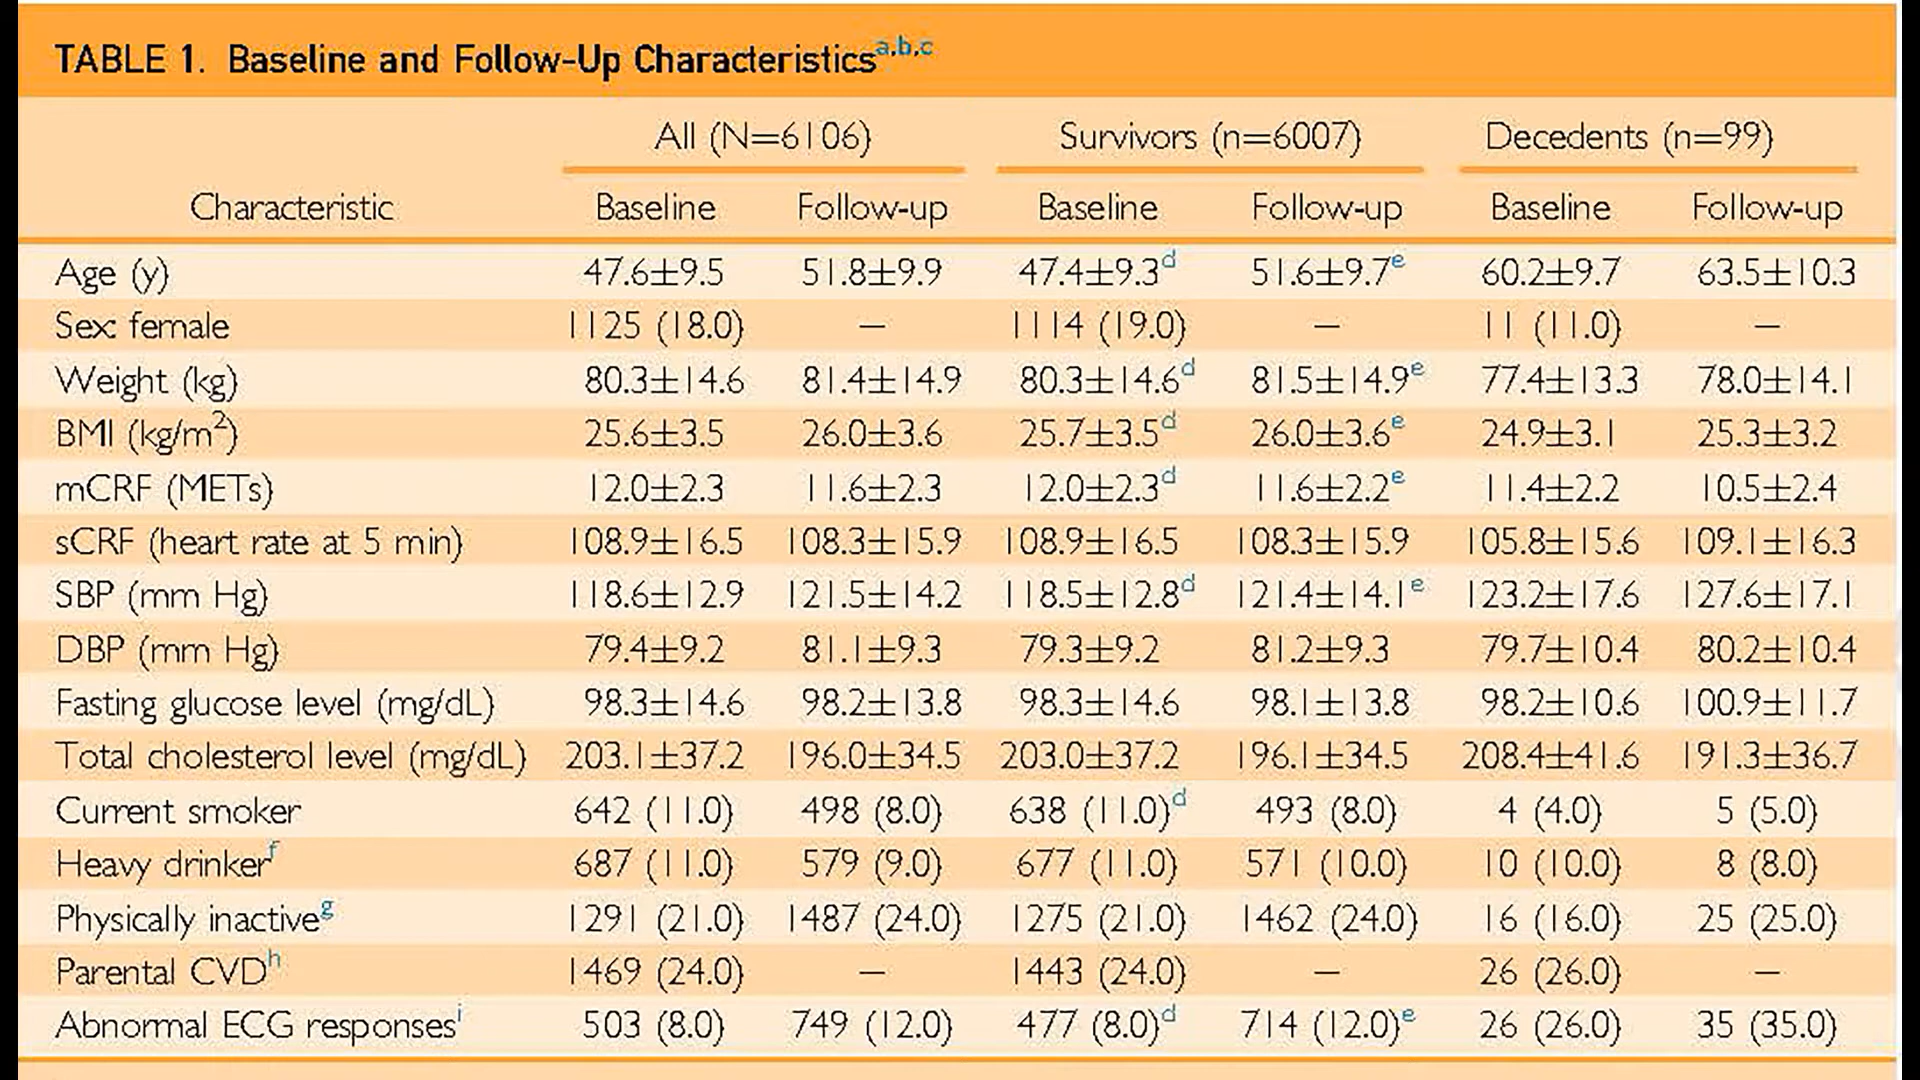 TABLE 1. Baseline and Follow-Up Characteristics a,b,c
All (N=6106) Survivors (n=6007) Decedents (n=99)
Characteristic Baseline Follow-up Baseline Follow-up Baseline Follow-up
Age (y) 47.6±9.5 51.8±9.9 47.4±9.3d 51.6±9.7e 60.2±9.7 63.5±10.3
Sex: female 1125 (18.0) — 1114 (19.0) — 11 (11.0) —
Weight (kg) 80.3±14.6 81.4±14.9 80.3±14.6d 81.5±14.9e 77.4±13.3 78.0±14.1
BMI (kg/m2) 25.6±3.5 26.0±3.6 25.7±3.5d 26.0±3.6e 24.9±3.1 25.3±3.2
mCRF (METs) 12.0±2.3 11.6±2.3 12.0±2.3d 11.6±2.2e 11.4±2.2 10.5±2.4
sCRF (heart rate at 5 min) 108.9±16.5 108.3±15.9 108.9±16.5 108.3±15.9 105.8±15.6 109.1±16.3
SBP (mm Hg) 118.6±12.9 121.5±14.2 118.5±12.8d 121.4±14.1e 123.2±17.6 127.6±17.1
DBP (mm Hg) 79.4±9.2 81.1±9.3 79.3±9.2 81.2±9.3 79.7±10.4 80.2±10.4
Fasting glucose level (mg/dL) 98.3±14.6 98.2±13.8 98.3±14.6 98.1±13.8 98.2±10.6 100.9±11.7
Total cholesterol level (mg/dL) 203.1±37.2 196.0±34.5 203.0±37.2 196.1±34.5 208.4±41.6 191.3±36.7
Current smoker 642 (11.0) 498 (8.0) 638 (11.0)d 493 (8.0) 4 (4.0) 5 (5.0)
Heavy drinkerf 687 (11.0) 579 (9.0) 677 (11.0) 571 (10.0) 10 (10.0) 8 (8.0)
Physically inactiveg 1291 (21.0) 1487 (24.0) 1275 (21.0) 1462 (24.0) 16 (16.0) 25 (25.0)
Parental CVDh 1469 (24.0) — 1443 (24.0) — 26 (26.0) —
Abnormal ECG responsesi 503 (8.0) 749 (12.0) 477 (8.0)d 714 (12.0)e 26 (26.0) 35 (35.0)